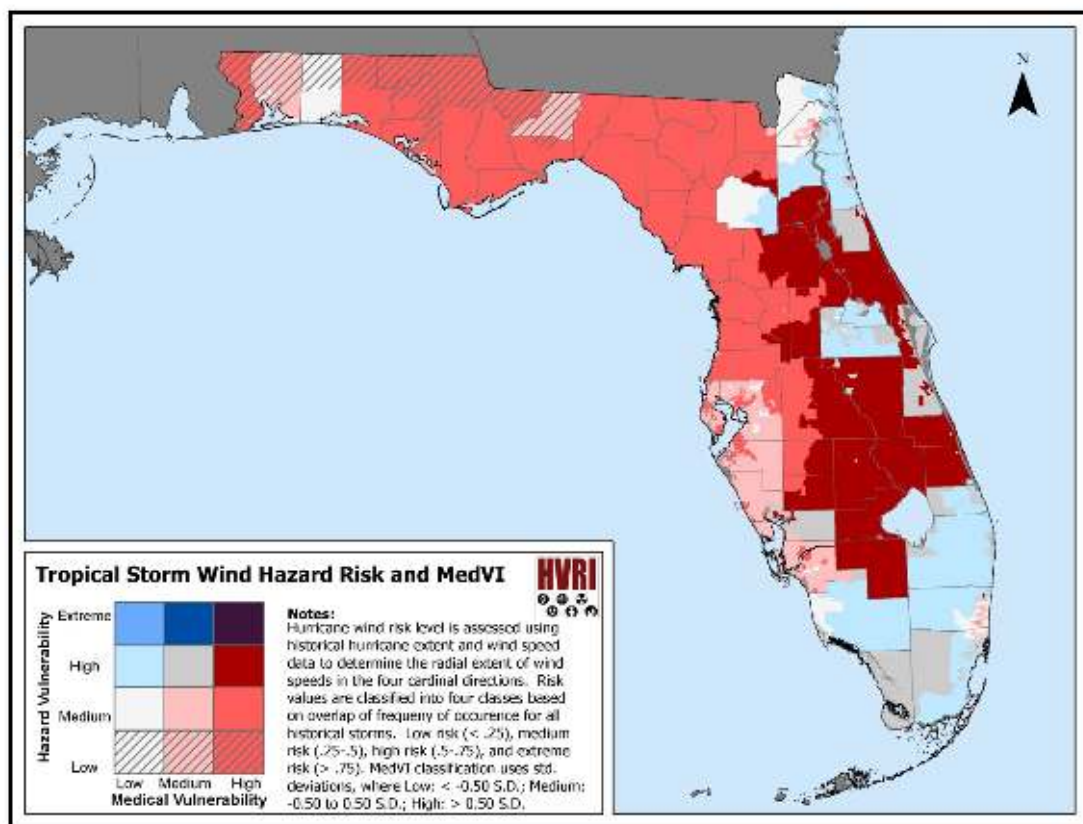 N
Tropical Storm Wind Hazard Risk and MedVI
HVRI
Hazard Vulnerability
Extreme
High
Medium
Low
Low Medium High
Medical Vulnerability
Notes:
Hurricane wind risk level is assessed using
historical hurricane extent and wind speed
data to determine the radial extent of wind
speeds in the four cardinal directions. Risk
values are classified into four classes based
on overlap of frequeny of occurence for all
historical storms. Low risk (< .25), medium
risk (.25-.5), high risk (.5-.75), and extreme
risk (> .75). MedVI classification uses std.
deviations, where Low: < -0.50 S.D.; Medium:
-0.50 to 0.50 S.D.; High: > 0.50 S.D.